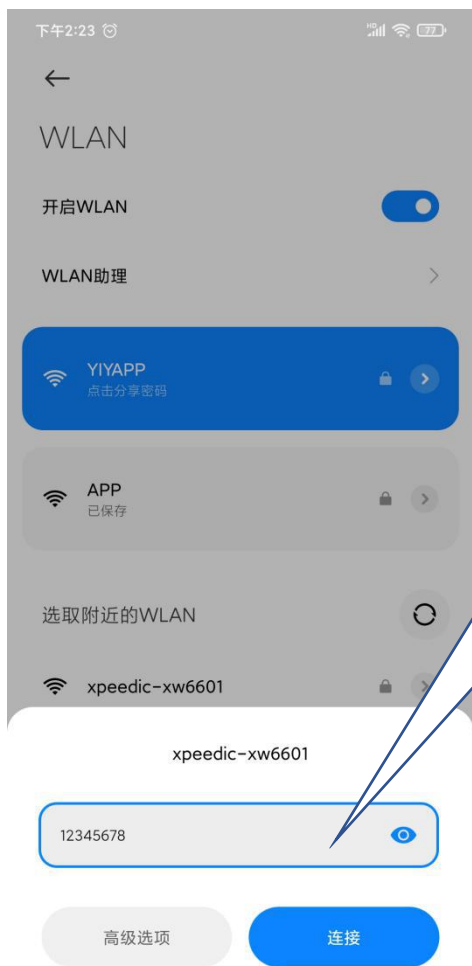 下午2:23
HD 77
WLAN
开启WLAN
WLAN助理
YIYAPP
点击分享密码
APP
已保存
选取附近的WLAN
xpeedic-xw6601
xpeedic-xw6601
12345678
高级选项 连接